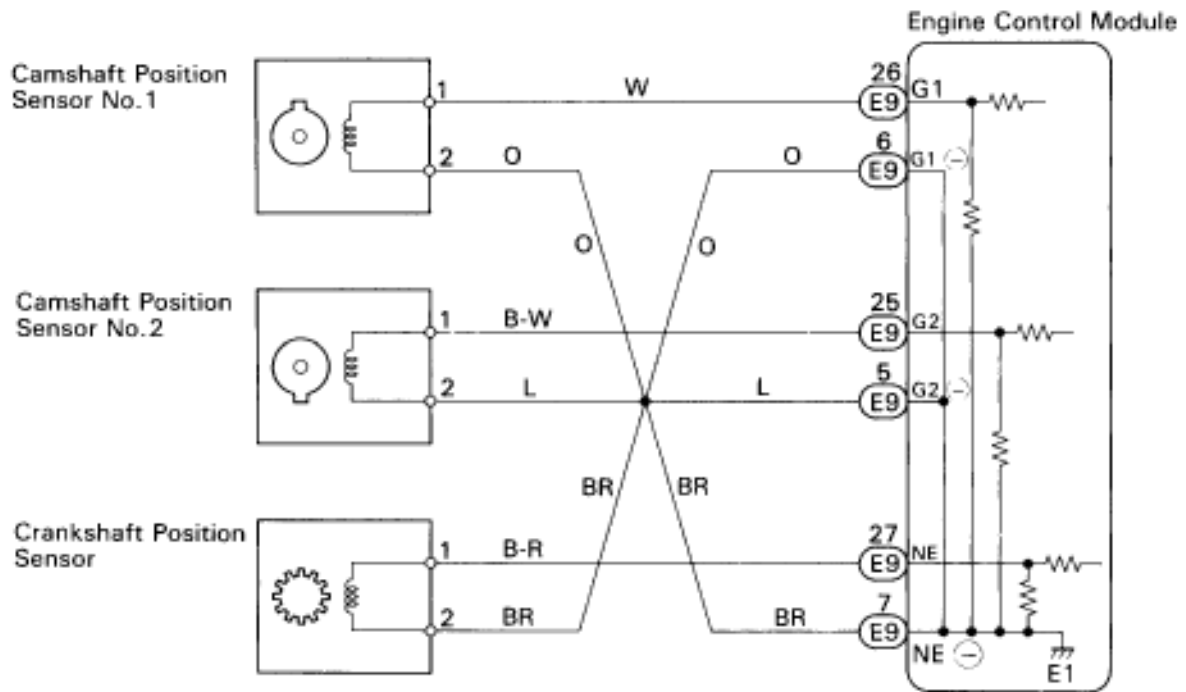 Engine Control Module
Camshaft Position
Sensor No.1
1
W
26
E9
G1
2
O
O
6
E9
G1 −
O
O
Camshaft Position
Sensor No.2
1
B-W
25
E9
G2
2
L
L
5
E9
G2 −
BR
BR
Crankshaft Position
Sensor
1
B-R
27
E9
NE
2
BR
BR
7
E9
NE −
E1